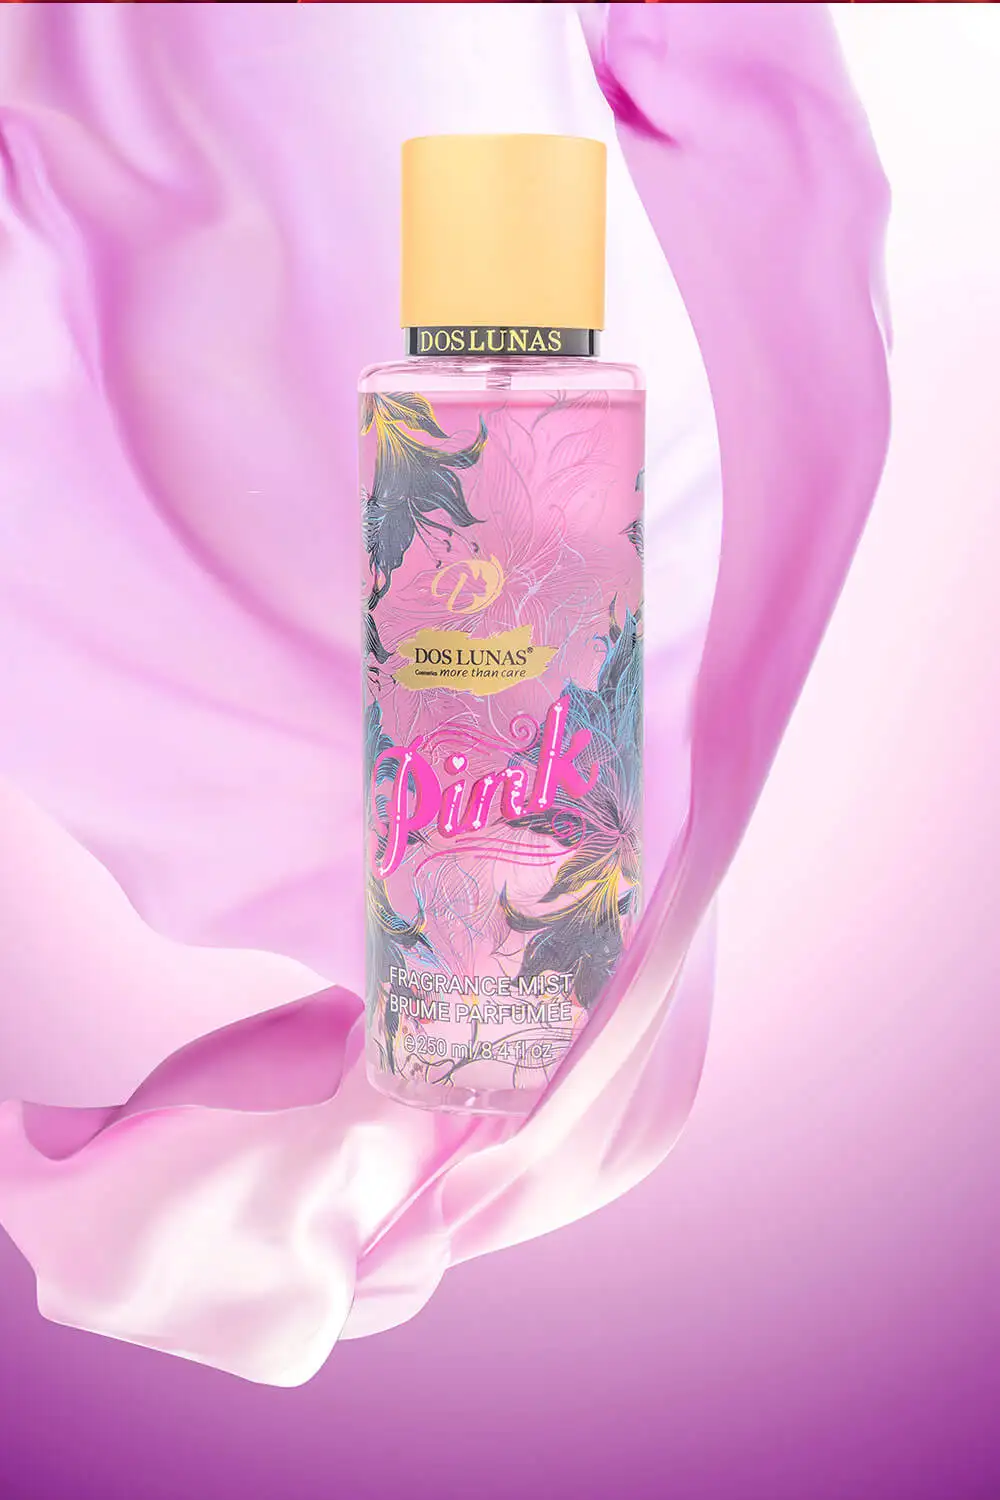 DOS LUNAS
DOS LUNAS®
Cosmetics more than care
Pink
FRAGRANCE MIST
BRUME PARFUMÉE
℮ 250 ml/8.4 fl oz